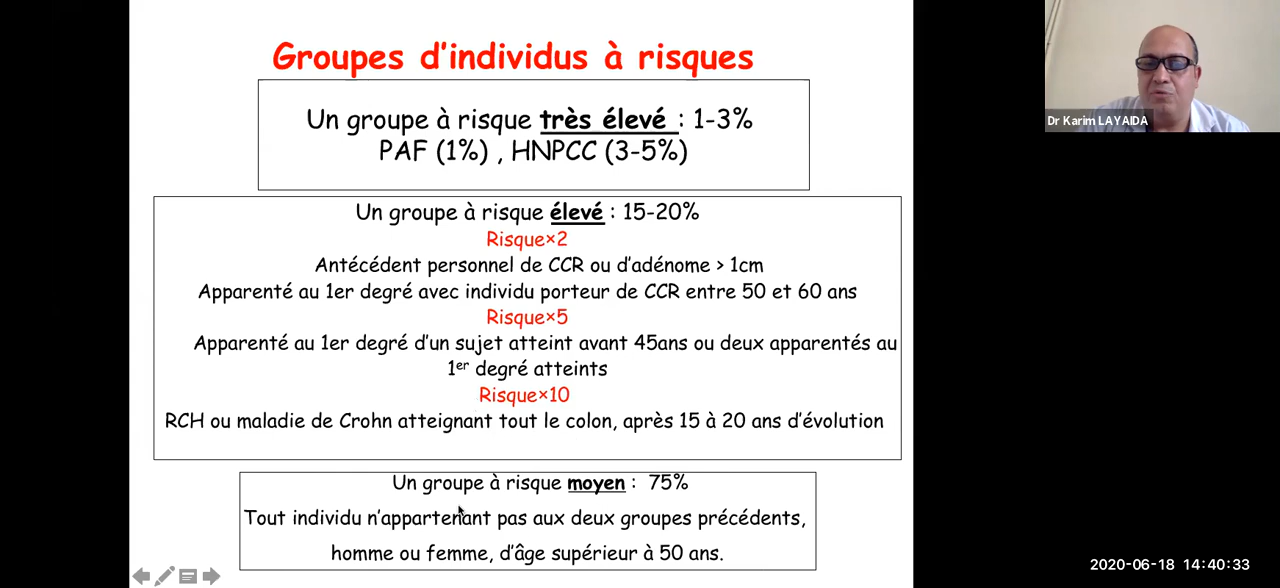 Groupes d'individus à risques
Un groupe à risque très élevé : 1-3%
PAF (1%) , HNPCC (3-5%)
Un groupe à risque élevé : 15-20%
Risque×2
Antécédent personnel de CCR ou d'adénome > 1cm
Apparenté au 1er degré avec individu porteur de CCR entre 50 et 60 ans
Risque×5
Apparenté au 1er degré d'un sujet atteint avant 45ans ou deux apparentés au
1er degré atteints
Risque×10
RCH ou maladie de Crohn atteignant tout le colon, après 15 à 20 ans d'évolution
Un groupe à risque moyen : 75%
Tout individu n'appartenant pas aux deux groupes précédents,
homme ou femme, d'âge supérieur à 50 ans.
Dr Karim LAYAIDA
2020-06-18 14:40:33